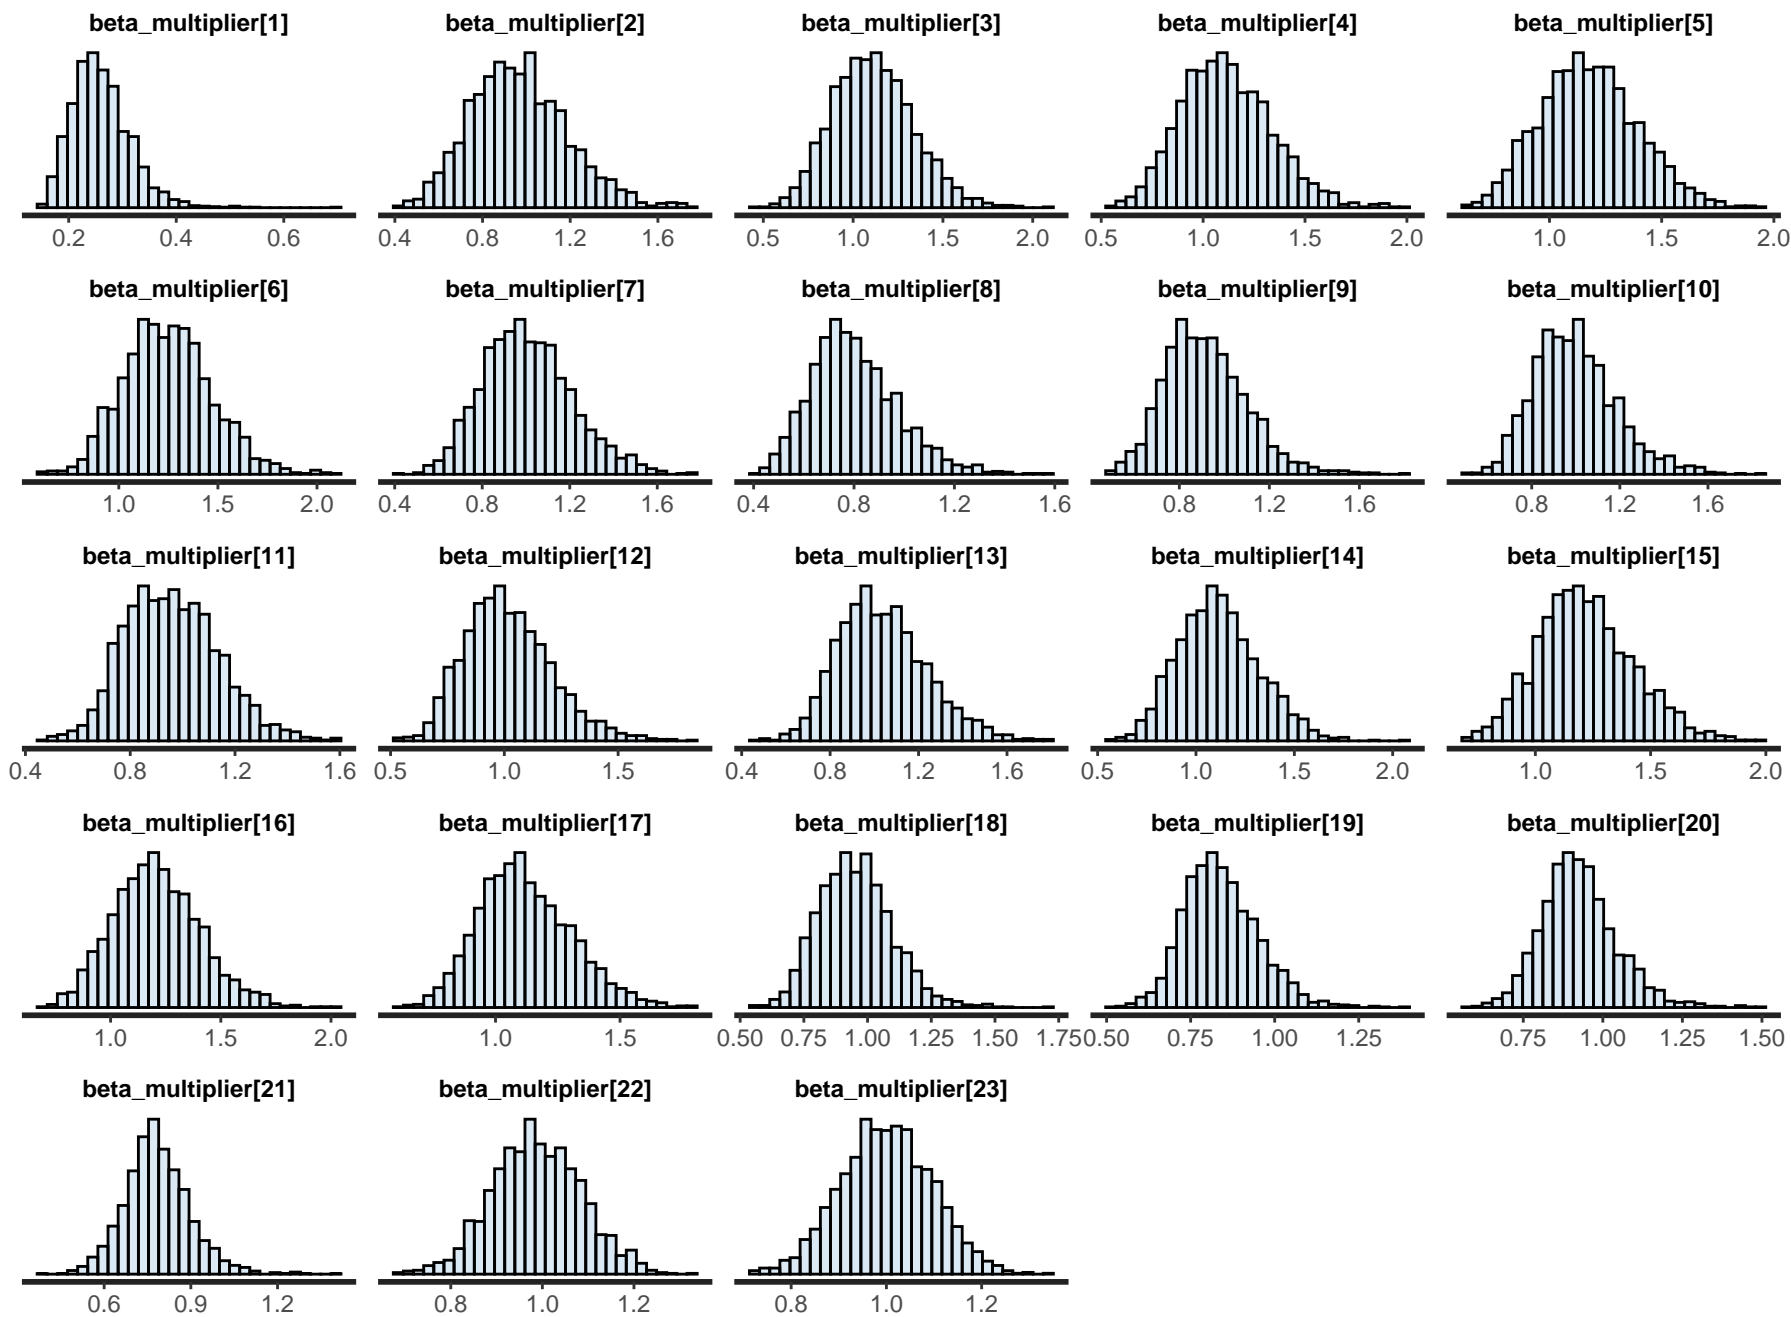 beta_multiplier[1] beta_multiplier[2] beta_multiplier[3] beta_multiplier[4] beta_multiplier[5]
0.2 0.4 0.6 0.4 0.8 1.2 1.6 0.5 1.0 1.5 2.0 0.5 1.0 1.5 2.0 1.0 1.5 2.0
beta_multiplier[6] beta_multiplier[7] beta_multiplier[8] beta_multiplier[9] beta_multiplier[10]
1.0 1.5 2.0 0.4 0.8 1.2 1.6 0.4 0.8 1.2 1.6 0.8 1.2 1.6 0.8 1.2 1.6
beta_multiplier[11] beta_multiplier[12] beta_multiplier[13] beta_multiplier[14] beta_multiplier[15]
0.4 0.8 1.2 1.6 0.5 1.0 1.5 0.4 0.8 1.2 1.6 0.5 1.0 1.5 2.0 1.0 1.5 2.0
beta_multiplier[16] beta_multiplier[17] beta_multiplier[18] beta_multiplier[19] beta_multiplier[20]
1.0 1.5 2.0 1.0 1.5 0.50 0.75 1.00 1.25 1.75 0.50 0.75 1.00 1.25 0.75 1.00 1.25 1.50
beta_multiplier[21] beta_multiplier[22] beta_multiplier[23]
0.6 0.9 1.2 0.8 1.0 1.2 0.8 1.0 1.2